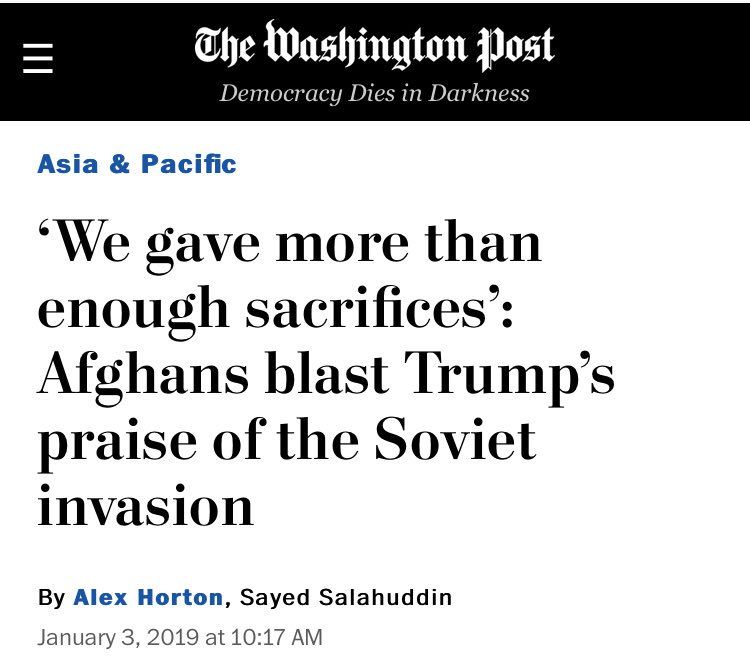 The Washington Post
Democracy Dies in Darkness
Asia & Pacific
‘We gave more than
enough sacrifices’:
Afghans blast Trump’s
praise of the Soviet
invasion
By Alex Horton, Sayed Salahuddin
January 3, 2019 at 10:17 AM